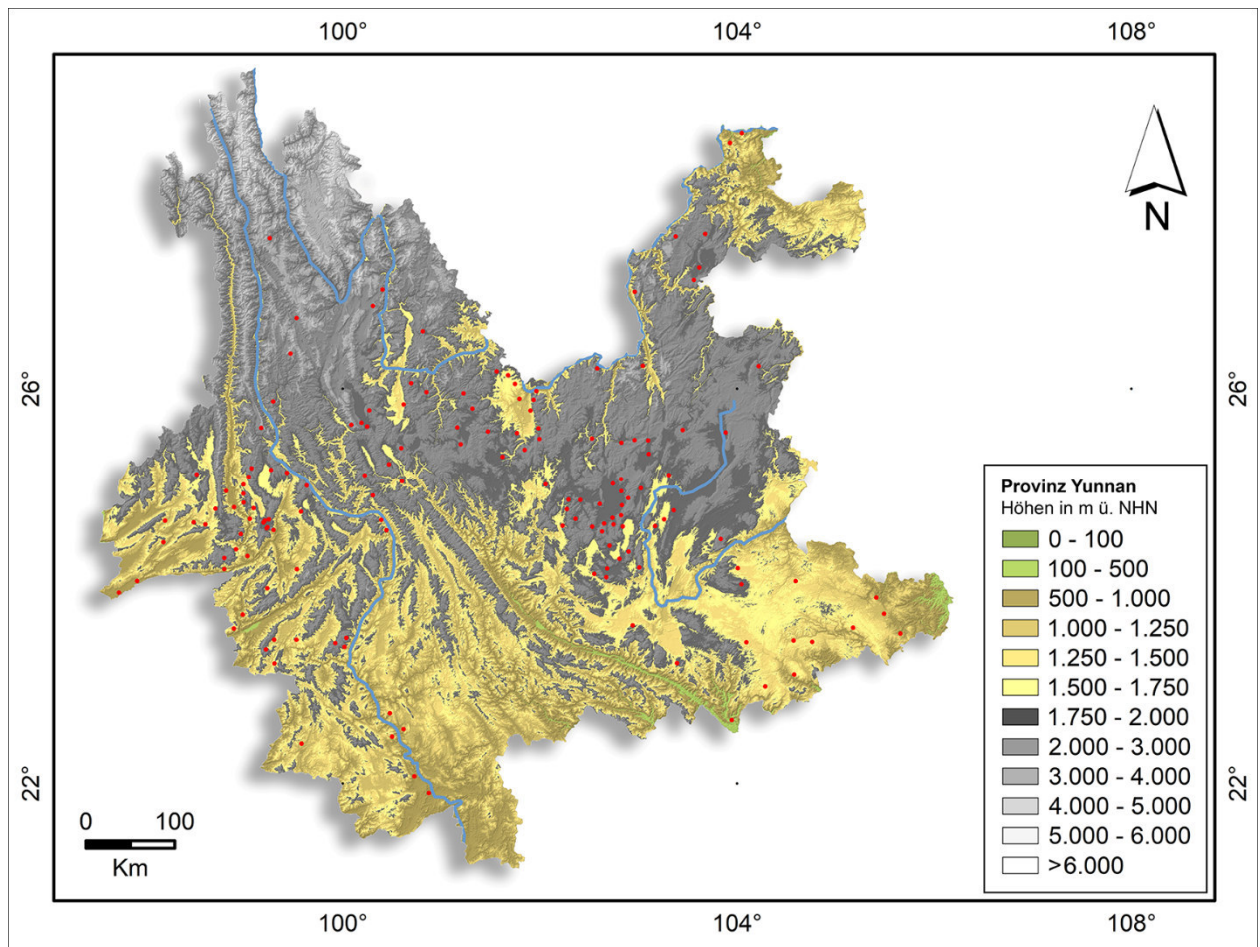 100°
104°
108°
N
26°
26°
22°
22°
0
100
Km
Provinz Yunnan
Höhen in m ü. NHN
0 - 100
100 - 500
500 - 1.000
1.000 - 1.250
1.250 - 1.500
1.500 - 1.750
1.750 - 2.000
2.000 - 3.000
3.000 - 4.000
4.000 - 5.000
5.000 - 6.000
>6.000
100°
104°
108°